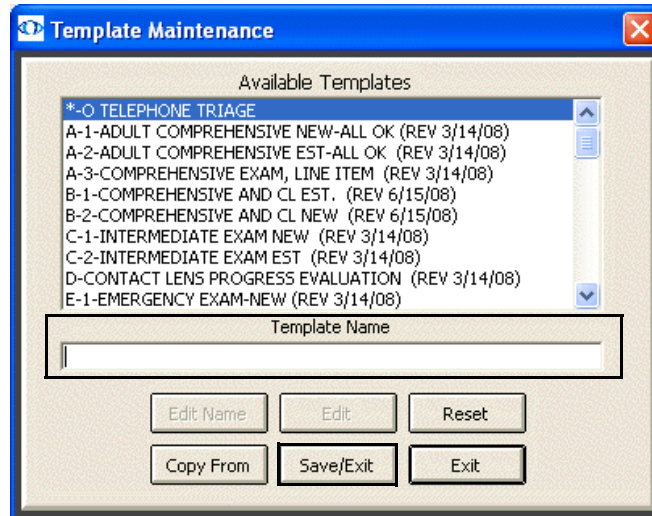 Template Maintenance
Available Templates
*-O TELEPHONE TRIAGE
A-1-ADULT COMPREHENSIVE NEW-ALL OK (REV 3/14/08)
A-2-ADULT COMPREHENSIVE EST-ALL OK (REV 3/14/08)
A-3-COMPREHENSIVE EXAM, LINE ITEM (REV 3/14/08)
B-1-COMPREHENSIVE AND CL EST. (REV 6/15/08)
B-2-COMPREHENSIVE AND CL NEW (REV 6/15/08)
C-1-INTERMEDIATE EXAM NEW (REV 3/14/08)
C-2-INTERMEDIATE EXAM EST (REV 3/14/08)
D-CONTACT LENS PROGRESS EVALUATION (REV 3/14/08)
E-1-EMERGENCY EXAM-NEW (REV 3/14/08)
Template Name
Edit Name Edit Reset
Copy From Save/Exit Exit